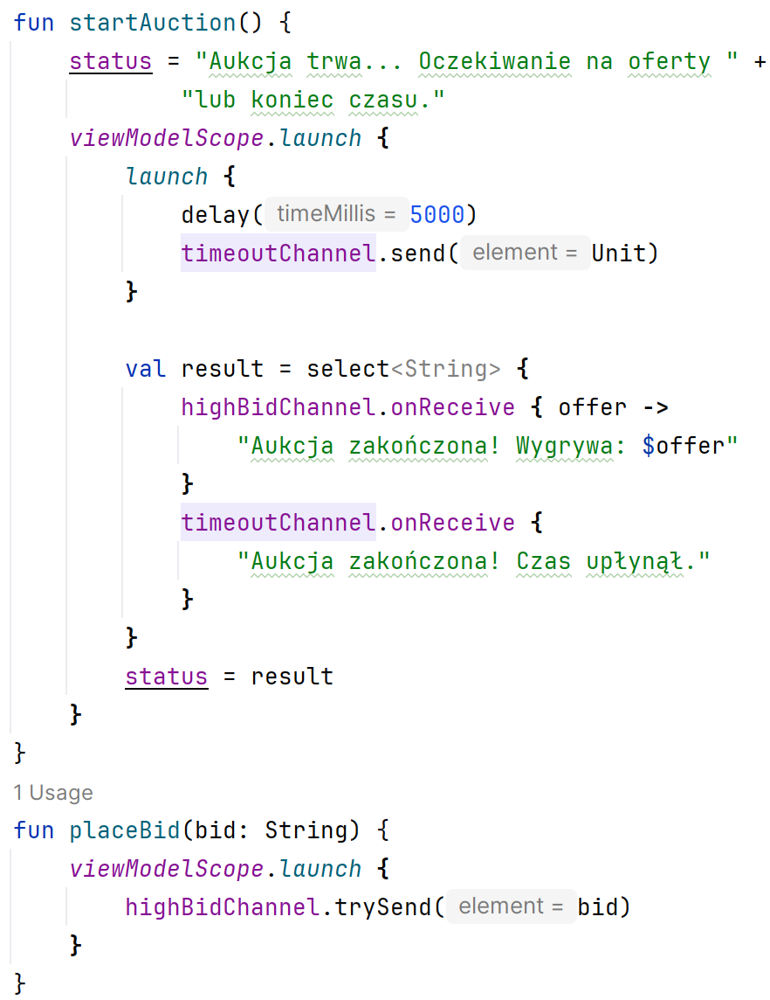 fun startAuction() {
    status = "Aukcja trwa... Oczekiwanie na oferty " +
            "lub koniec czasu."
    viewModelScope.launch {
        launch {
            delay( timeMillis = 5000)
            timeoutChannel.send( element = Unit)
        }

        val result = select<String> {
            highBidChannel.onReceive { offer ->
                "Aukcja zakończona! Wygrywa: $offer"
            }
            timeoutChannel.onReceive {
                "Aukcja zakończona! Czas upłynął."
            }
        }
        status = result
    }
}
1 Usage
fun placeBid(bid: String) {
    viewModelScope.launch {
        highBidChannel.trySend( element = bid)
    }
}